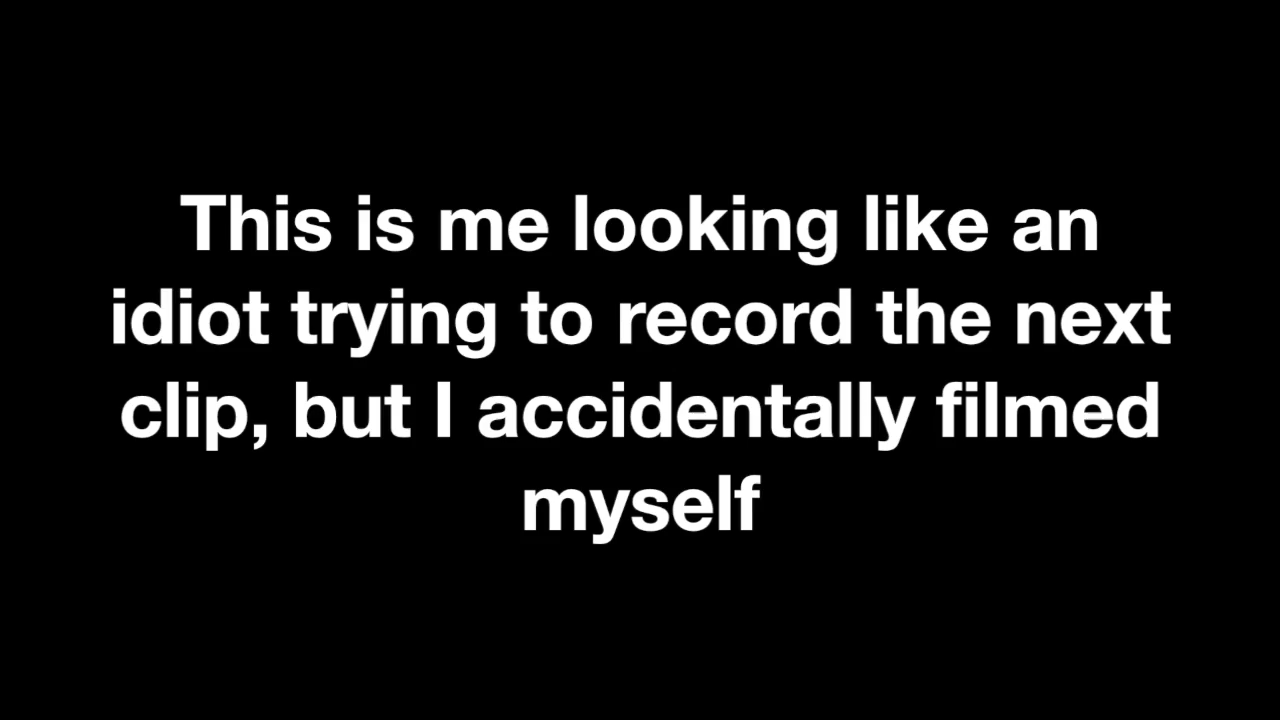 This is me looking like an
idiot trying to record the next
clip, but I accidentally filmed
myself